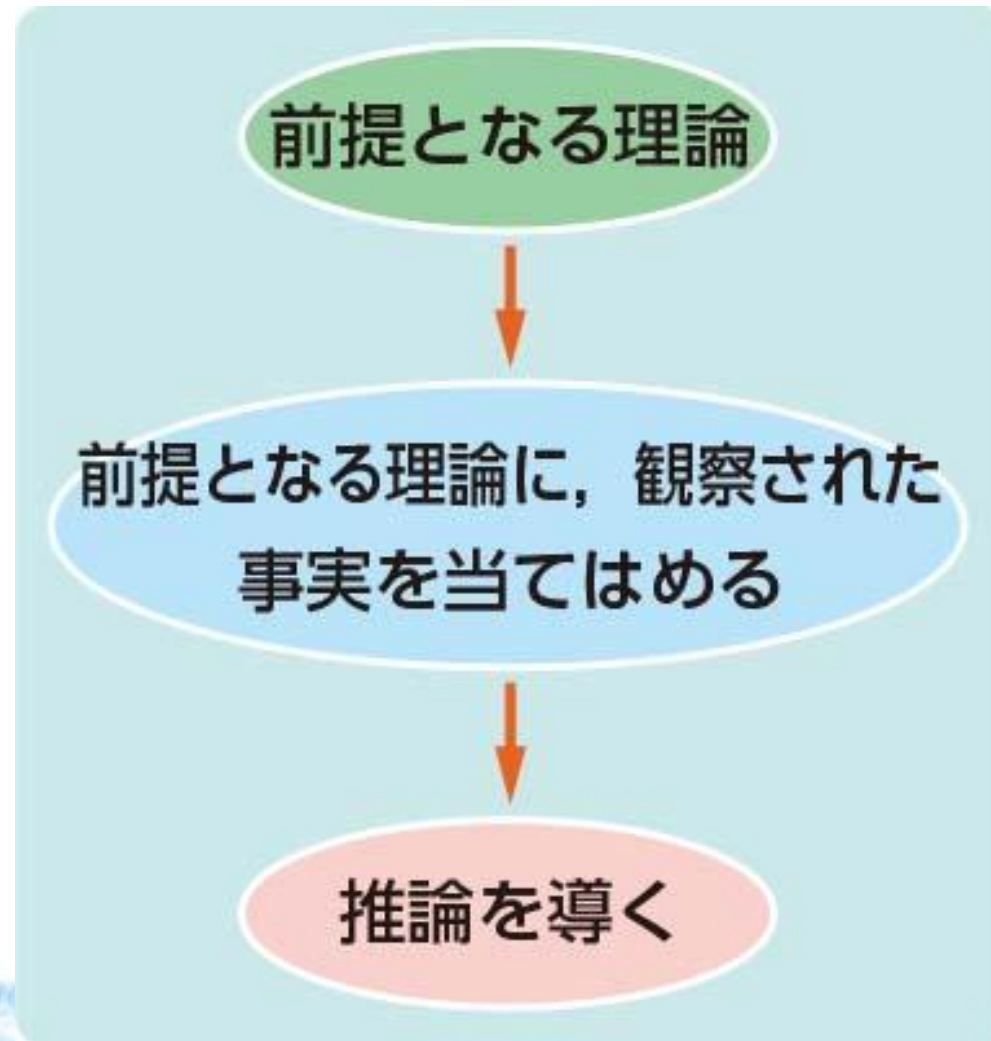 前提となる理論
前提となる理論に，観察された
事実を当てはめる
推論を導く